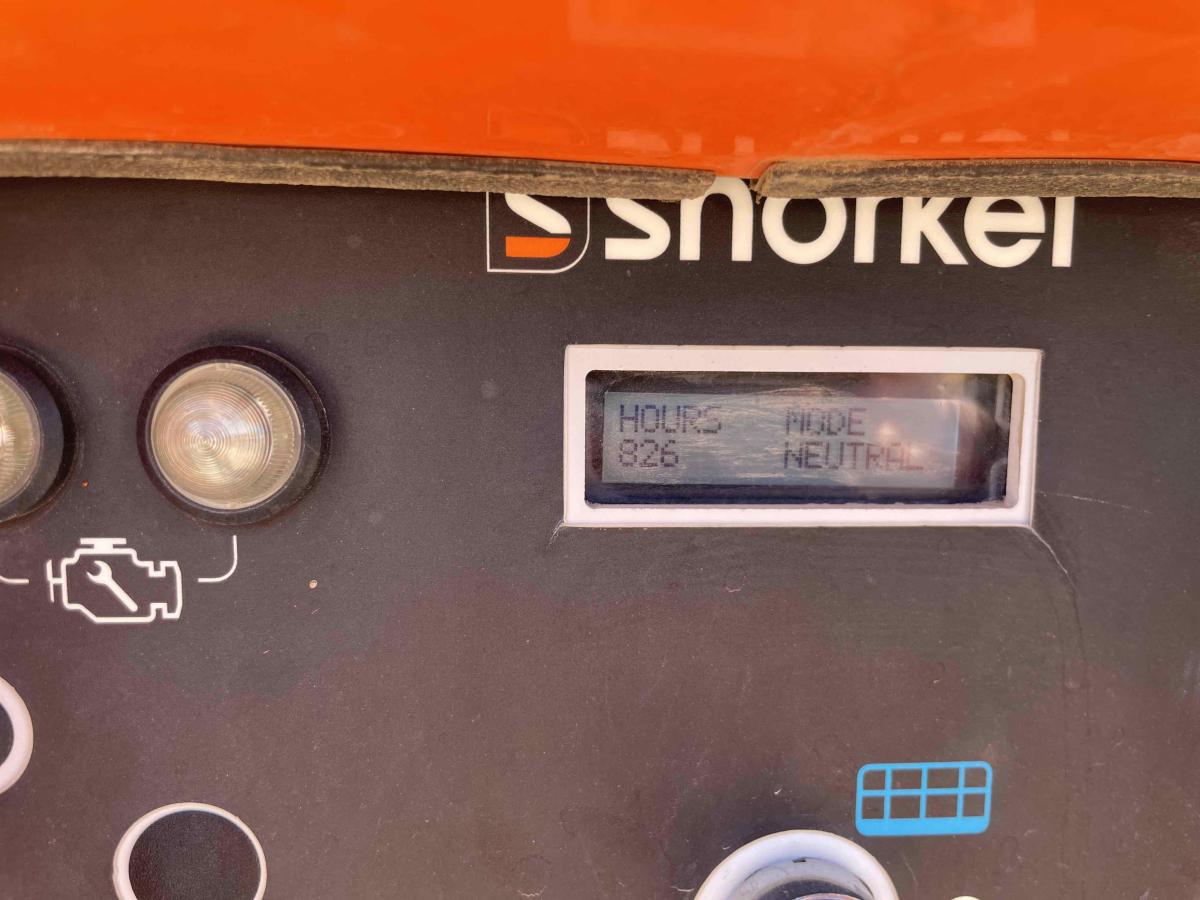 snorkel
HOURS MODE
826 NEUTRAL